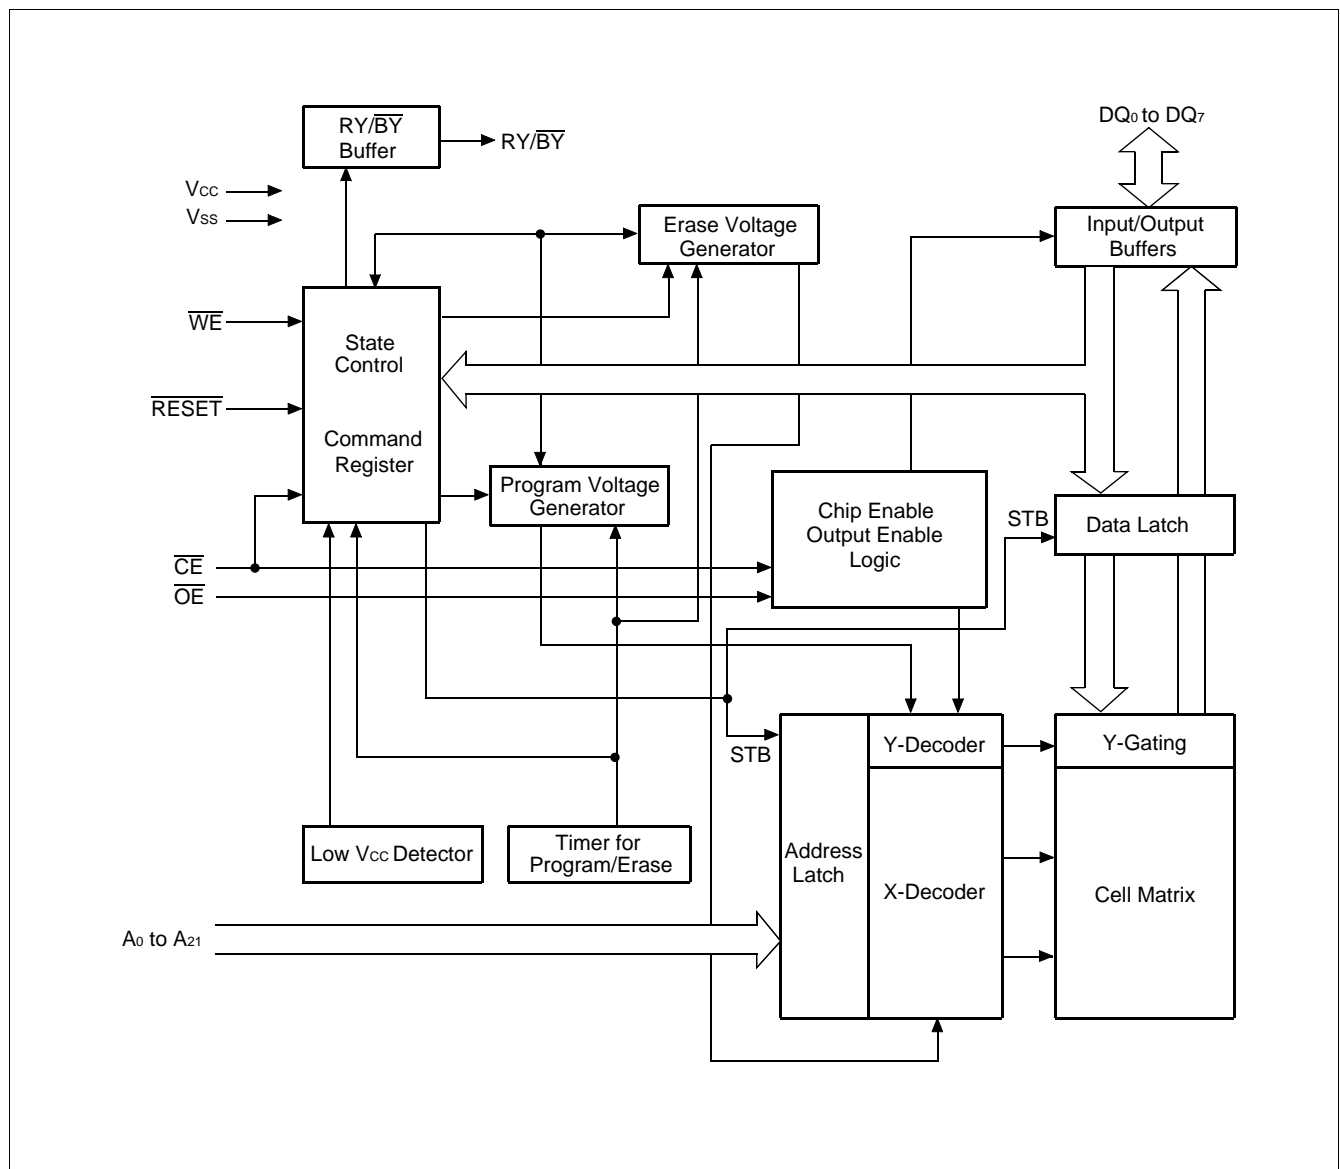 RY/BY
Buffer
RY/BY
DQ0 to DQ7
VCC
VSS
Erase Voltage
Generator
Input/Output
Buffers
WE
State
Control
RESET
Command
Register
Program Voltage
Generator
Chip Enable
Output Enable
Logic
STB
Data Latch
CE
OE
STB
Y-Decoder
Y-Gating
Low VCC Detector
Timer for
Program/Erase
Address
Latch
X-Decoder
Cell Matrix
A0 to A21